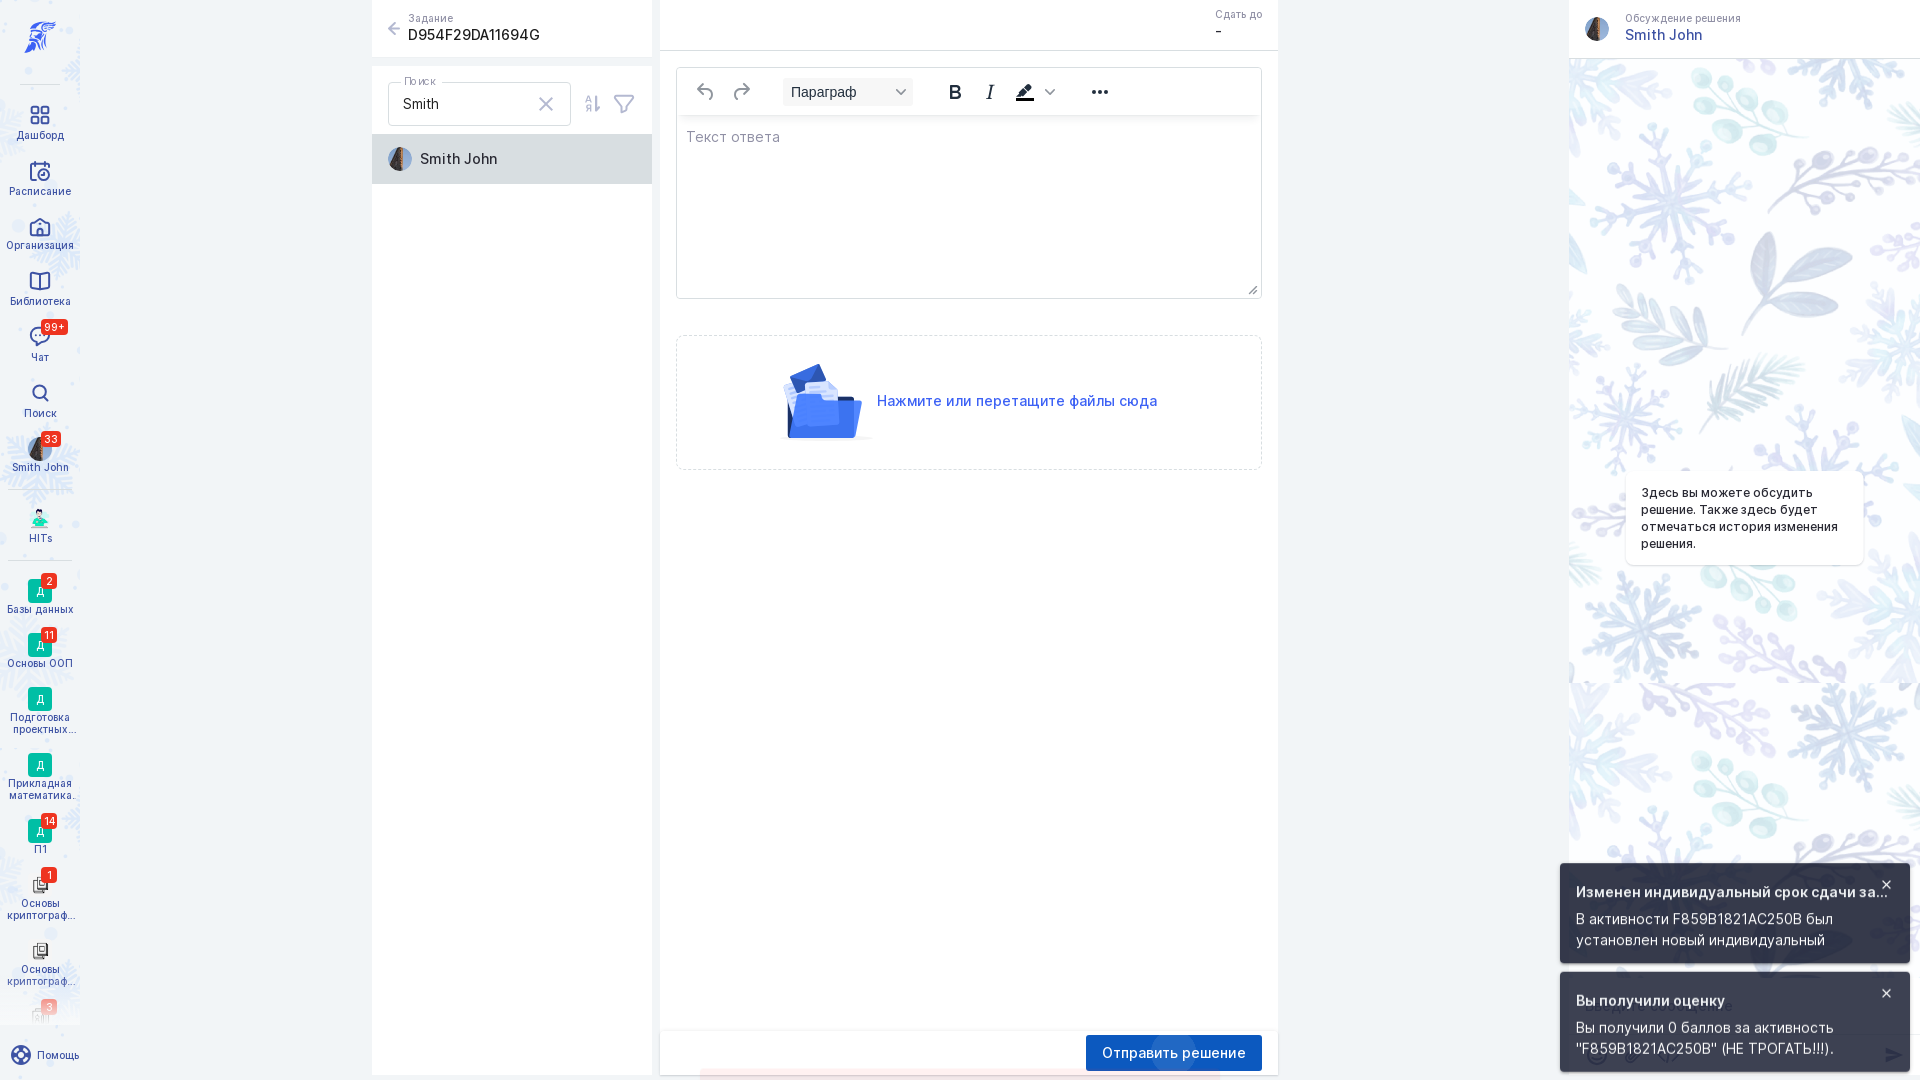 Дашборд
Расписание
Организация
Библиотека
99+
Чат
Поиск
33
Smith John
HITs
2
Д
Базы данных
11
Д
Основы ООП
Д
Подготовка
проектных...
Д
Прикладная
математика.
14
Д
П1
1
Основы
криптограф...
Основы
криптограф...
3
Помощь
Задание
D954F29DA11694G
Поиск
Smith
Smith John
Сдать до
-
Параграф
B
I
Текст ответа
Нажмите или перетащите файлы сюда
Отправить решение
Обсуждение решения
Smith John
Здесь вы можете обсудить
решение. Также здесь будет
отмечаться история изменения
решения.
Изменен индивидуальный срок сдачи за...
В активности F859B1821AC250B был
установлен новый индивидуальный
Вы получили оценку
Вы получили 0 баллов за активность
"F859B1821AC250B" (НЕ ТРОГАТЬ!!!).